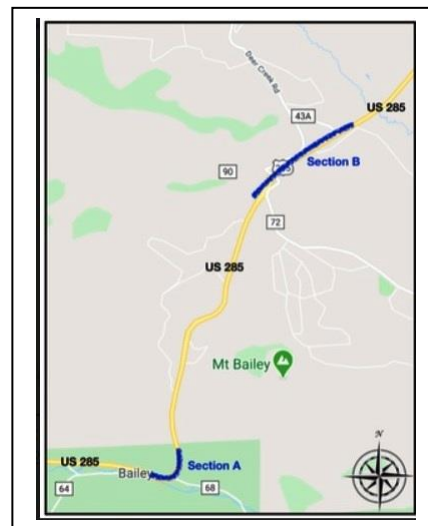 Deer Creek Rd
US 285
43A
Section B
90
285
72
US 285
Mt Bailey
N
US 285
Section A
Bailey
64
68